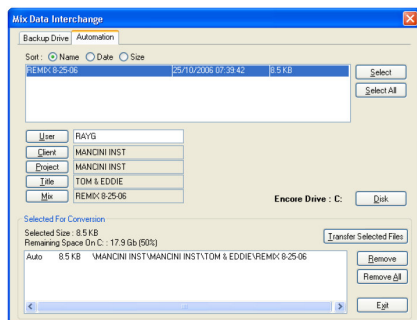 Mix Data Interchange
Backup Drive Automation
Sort : Name Date Size
REMIX 8-25-06 25/10/2006 07:39:42 8.5 KB
Select
Select All
User RAYG
Client MANCINI INST
Project MANCINI INST
Title TOM & EDDIE
Mix REMIX 8-25-06
Encore Drive : C: Disk
Selected For Conversion
Selected Size : 8.5 KB
Remaining Space On C: : 17.9 Gb (50%)
Transfer Selected Files
Auto 8.5 KB \MANCINI INST\MANCINI INST\TOM & EDDIE\REMIX 8-25-06
Remove
Remove All
Exit